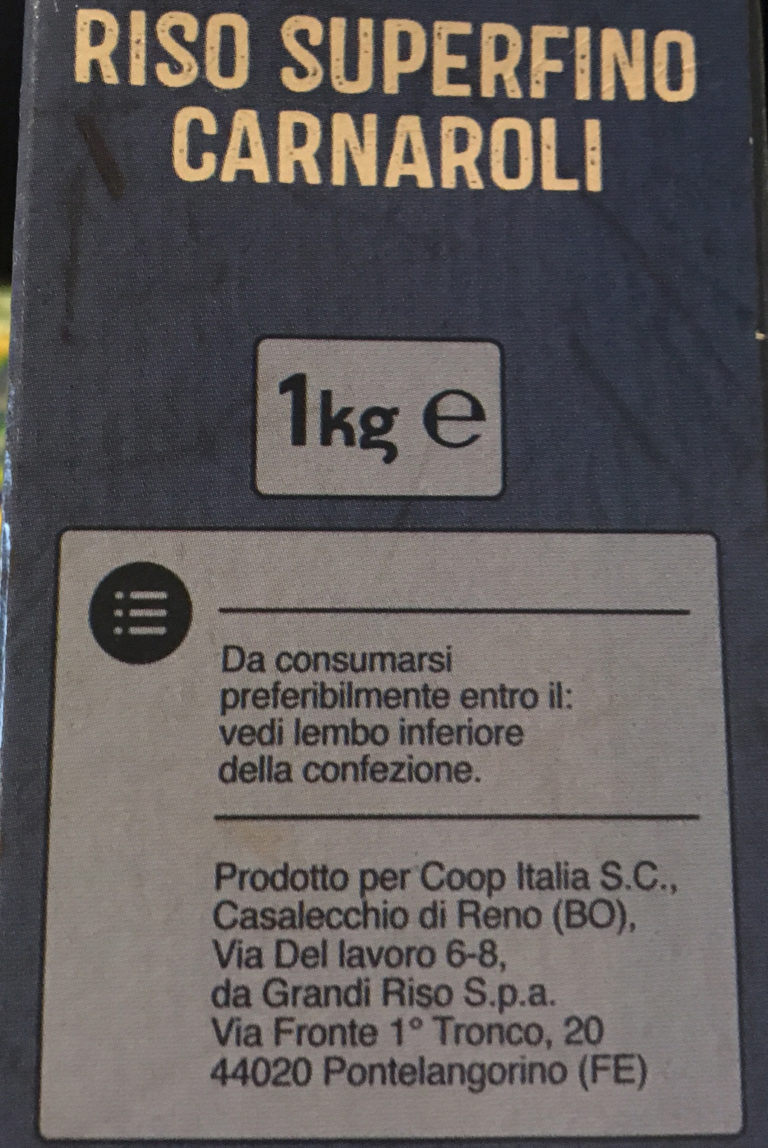 RISO SUPERFINO
CARNAROLI
1kg e
Da consumarsi
preferibilmente entro il:
vedi lembo inferiore
della confezione.
Prodotto per Coop Italia S.C.,
Casalecchio di Reno (BO),
Via Del lavoro 6-8,
da Grandi Riso S.p.a.
Via Fronte 1° Tronco, 20
44020 Pontelangorino (FE)